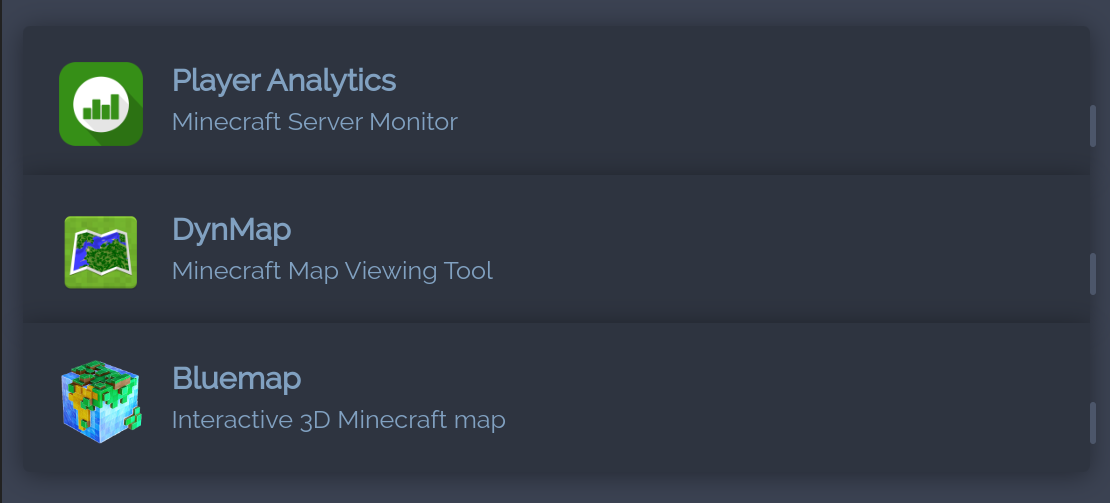 Player Analytics
Minecraft Server Monitor
DynMap
Minecraft Map Viewing Tool
Bluemap
Interactive 3D Minecraft map